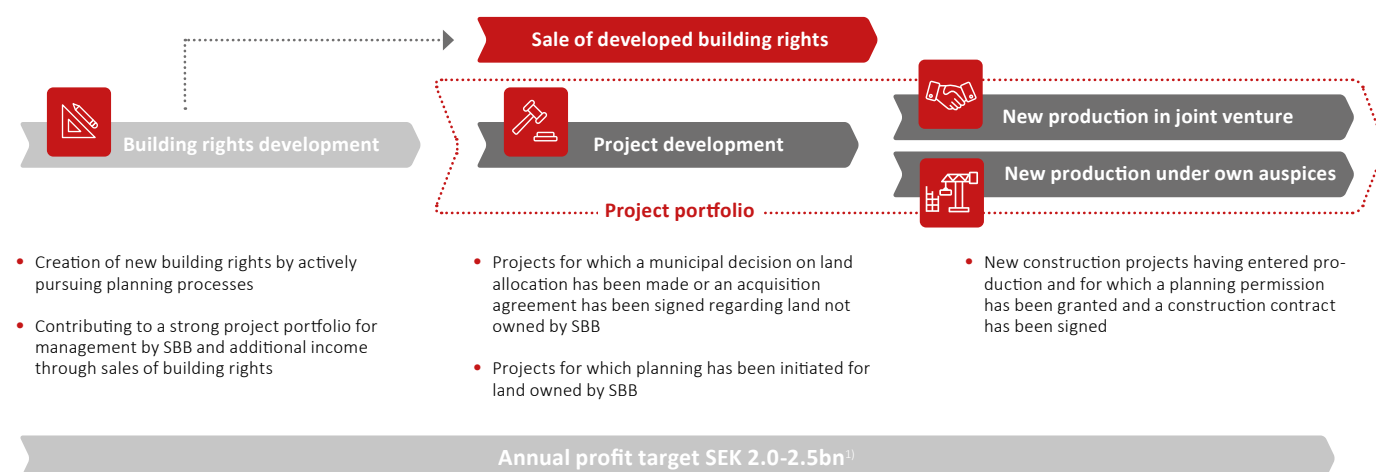 Sale of developed building rights
Building rights development
Project development
New production in joint venture
New production under own auspices
Project portfolio
• Creation of new building rights by actively
pursuing planning processes
• Contributing to a strong project portfolio for
management by SBB and additional income
through sales of building rights
• Projects for which a municipal decision on land
allocation has been made or an acquisition
agreement has been signed regarding land not
owned by SBB
• Projects for which planning has been initiated for
land owned by SBB
• New construction projects having entered pro-
duction and for which a planning permission
has been granted and a construction contract
has been signed
Annual profit target SEK 2.0-2.5bn1)